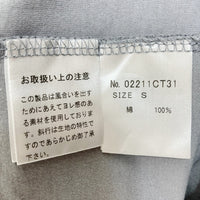 お取扱い上の注意
この製品は風合いを出す
ためにあえてヨレ感のあ
る素材を使用しておりま
す。斜行は生地の特性で
すのであらかじめご了承
ください。
No. 02211CT31
SIZE S
綿 100%